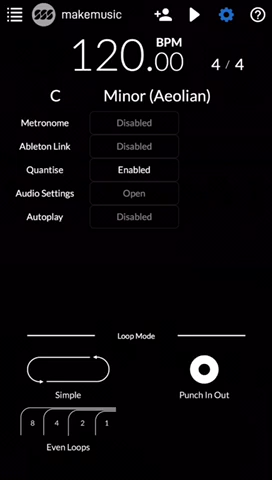 makemusic
120.00 BPM
4 / 4
C Minor (Aeolian)
Metronome Disabled
Ableton Link Disabled
Quantise Enabled
Audio Settings Open
Autoplay Disabled
Loop Mode
Simple Punch In Out
8 4 2 1
Even Loops